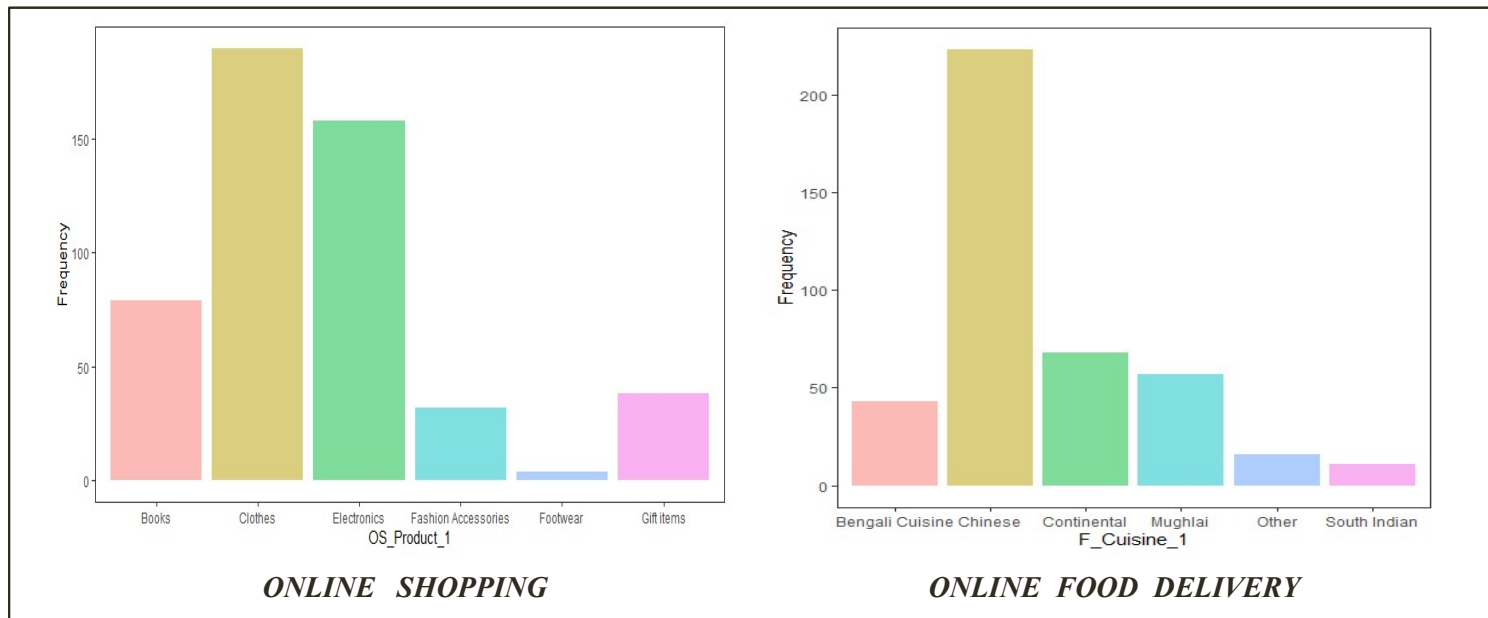 Frequency
150
100
50
0
Books Clothes Electronics Fashion Accessories Footwear Gift items
OS_Product_1
ONLINE SHOPPING
Frequency
200
150
100
50
0
Bengali Cuisine Chinese Continental Mughlai Other South Indian
F_Cuisine_1
ONLINE FOOD DELIVERY